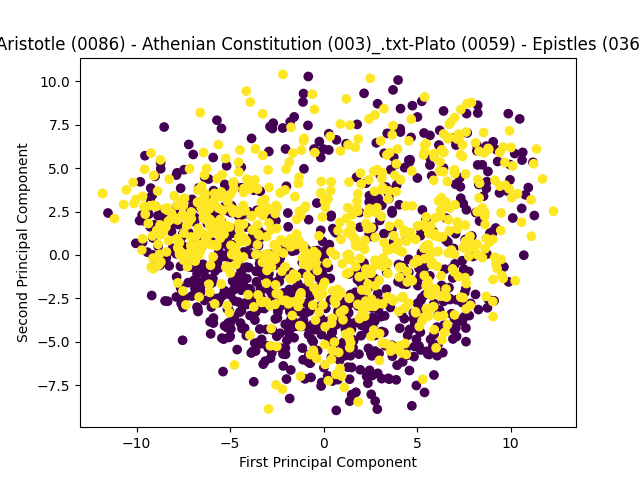 Aristotle (0086) - Athenian Constitution (003)_.txt-Plato (0059) - Epistles (036
10.0
7.5
5.0
2.5
0.0
−2.5
−5.0
−7.5
Second Principal Component
−10 −5 0 5 10
First Principal Component